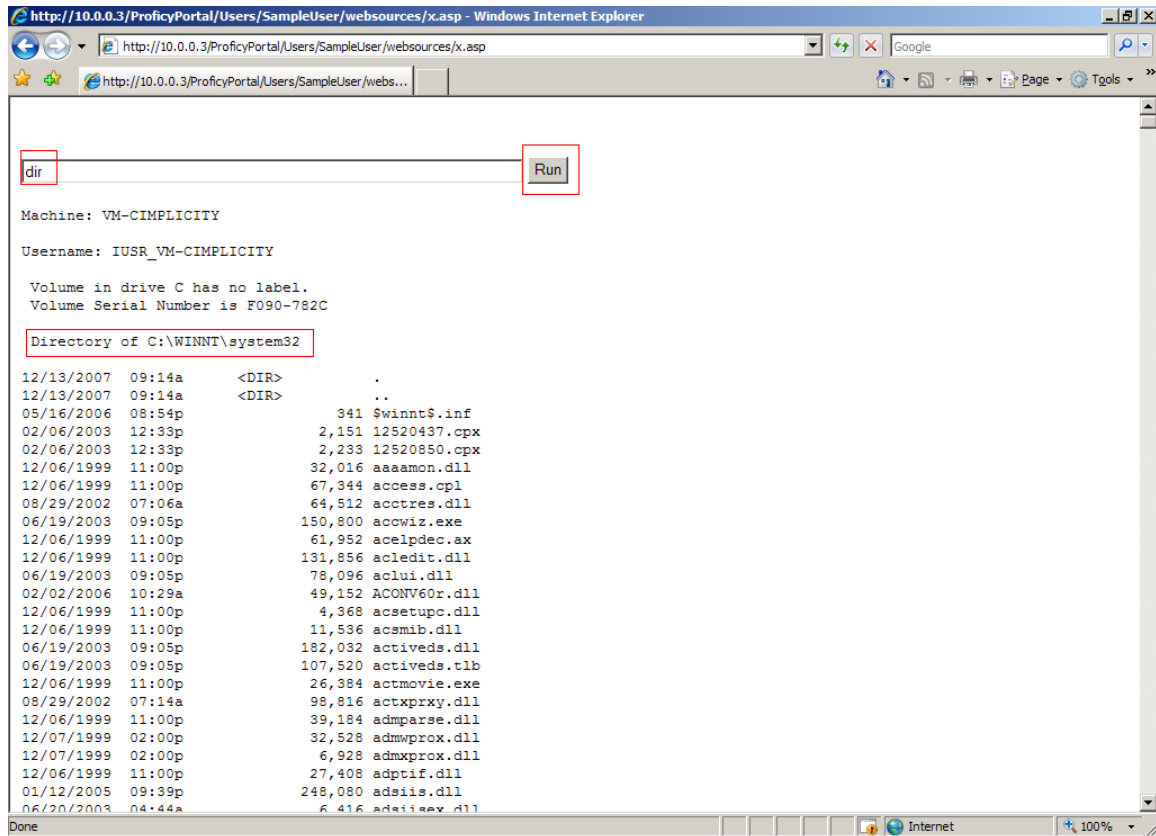 http://10.0.0.3/ProficyPortal/Users/SampleUser/websources/x.asp - Windows Internet Explorer
http://10.0.0.3/ProficyPortal/Users/SampleUser/websources/x.asp
Google
http://10.0.0.3/ProficyPortal/Users/SampleUser/webs...
Page
Tools
»
dir
Run
Machine: VM-CIMPLICITY
Username: IUSR_VM-CIMPLICITY
Volume in drive C has no label.
Volume Serial Number is F090-782C
Directory of C:\WINNT\system32
12/13/2007 09:14a <DIR> .
12/13/2007 09:14a <DIR> ..
05/16/2006 08:54p 341 $winnt$.inf
02/06/2003 12:33p 2,151 12520437.cpx
02/06/2003 12:33p 2,233 12520850.cpx
12/06/1999 11:00p 32,016 aaaamon.dll
12/06/1999 11:00p 67,344 access.cpl
08/29/2002 07:06a 64,512 acctres.dll
06/19/2003 09:05p 150,800 accwiz.exe
12/06/1999 11:00p 61,952 acelpdec.ax
12/06/1999 11:00p 131,856 acledit.dll
06/19/2003 09:05p 78,096 aclui.dll
02/02/2006 10:29a 49,152 ACONV60r.dll
12/06/1999 11:00p 4,368 acsetupc.dll
12/06/1999 11:00p 11,536 acsmib.dll
06/19/2003 09:05p 182,032 activeds.dll
06/19/2003 09:05p 107,520 activeds.tlb
12/06/1999 11:00p 26,384 actmovie.exe
08/29/2002 07:14a 98,816 actxprxy.dll
12/06/1999 11:00p 39,184 admparse.dll
12/07/1999 02:00p 32,528 admwprox.dll
12/07/1999 02:00p 6,928 admxprox.dll
12/06/1999 11:00p 27,408 adptif.dll
01/12/2005 09:39p 248,080 adsiis.dll
06/20/2003 04:44a 6,416 adsiisex.dll
Done
Internet
100%